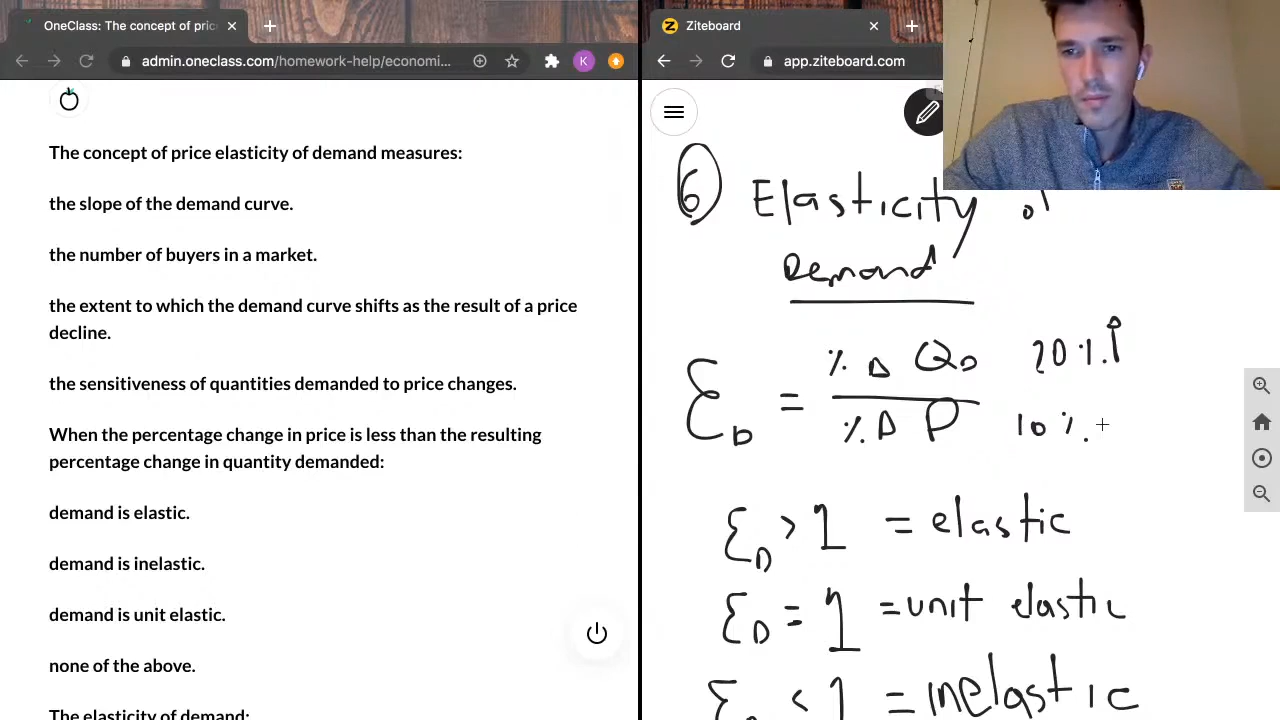 OneClass: The concept of pric
Ziteboard
admin.oneclass.com/homework-help/economi...
K
app.ziteboard.com
The concept of price elasticity of demand measures:
the slope of the demand curve.
the number of buyers in a market.
the extent to which the demand curve shifts as the result of a price
decline.
the sensitiveness of quantities demanded to price changes.
When the percentage change in price is less than the resulting
percentage change in quantity demanded:
demand is elastic.
demand is inelastic.
demand is unit elastic.
none of the above.
The elasticity of demand:
6 Elasticity of
Demand
ƐD = % Δ QD / % Δ P
20%↑
10%
ƐD > 1 = elastic
ƐD = 1 = unit elastic
ƐD < 1 = inelastic